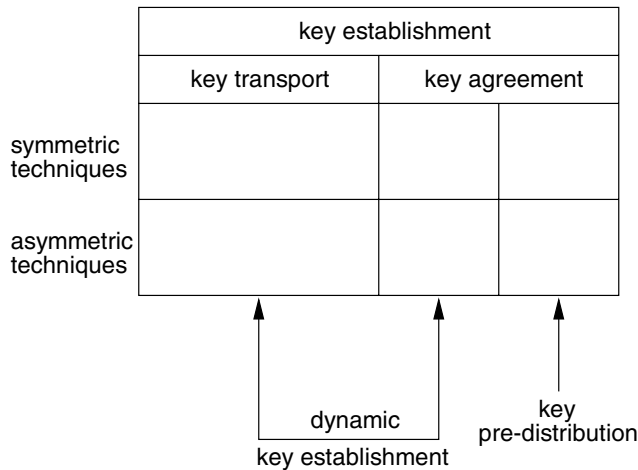 key establishment
key transport
key agreement
symmetric
techniques
asymmetric
techniques
dynamic
key establishment
key
pre-distribution